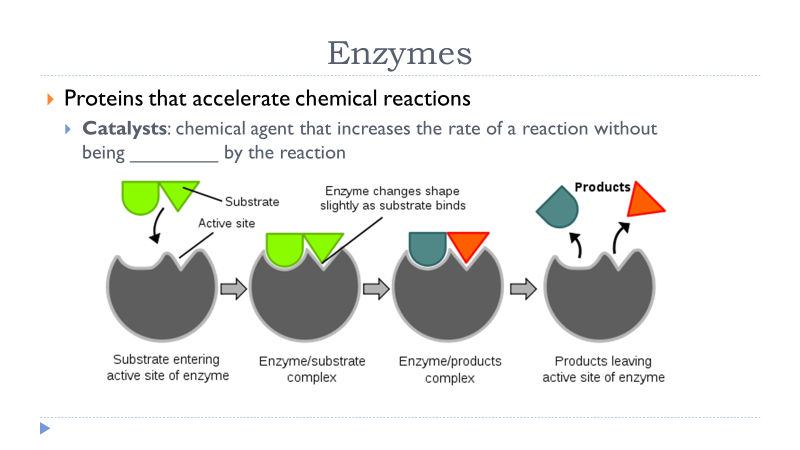 Enzymes
Proteins that accelerate chemical reactions
Catalysts: chemical agent that increases the rate of a reaction without
being _________ by the reaction
Substrate
Active site
Enzyme changes shape
slightly as substrate binds
Products
Substrate entering
active site of enzyme
Enzyme/substrate
complex
Enzyme/products
complex
Products leaving
active site of enzyme